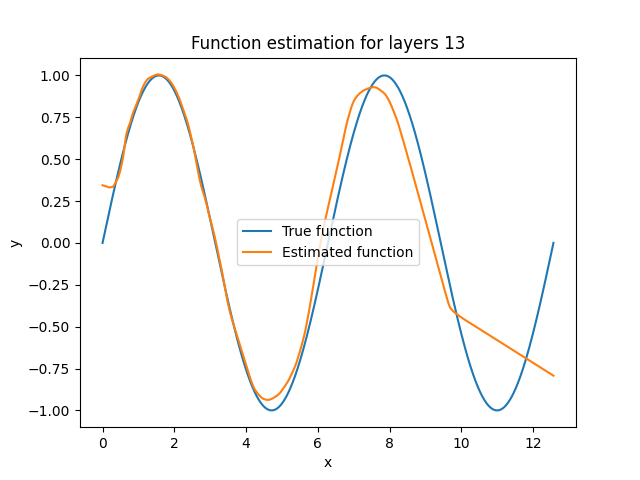 Function estimation for layers 13
1.00
0.75
0.50
0.25
0.00
−0.25
−0.50
−0.75
−1.00
y
True function
Estimated function
0 2 4 6 8 10 12
x